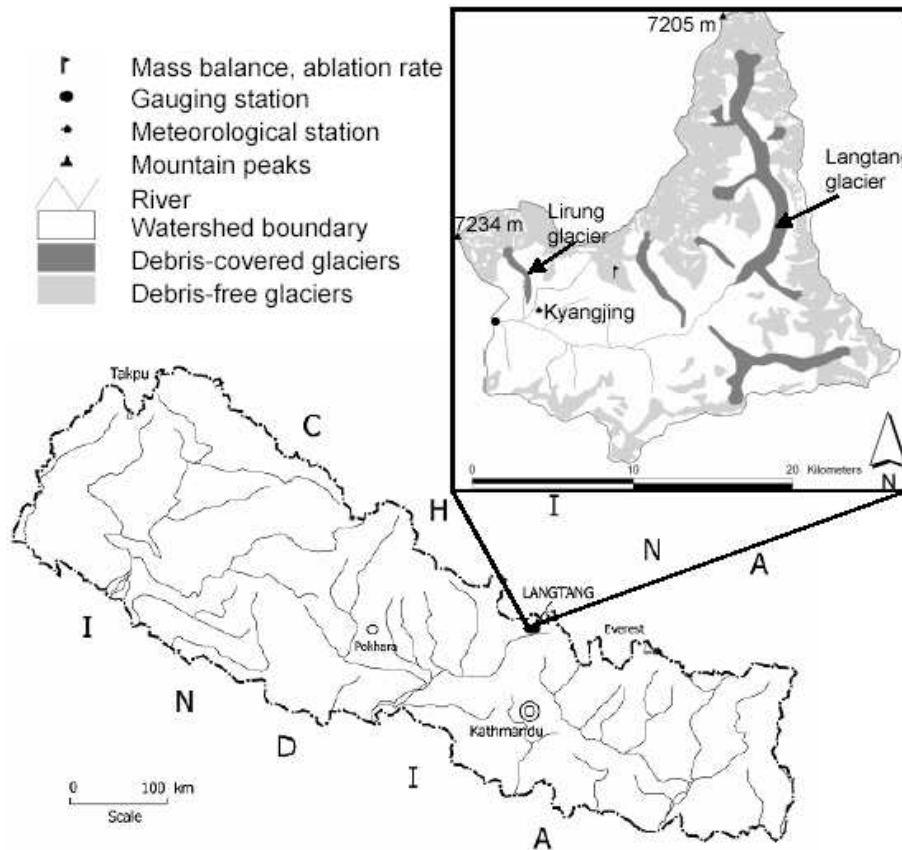 Mass balance, ablation rate
Gauging station
Meteorological station
Mountain peaks
River
Watershed boundary
Debris-covered glaciers
Debris-free glaciers
7205 m
Langtang
glacier
Lirung
glacier
7234 m
Kyangjing
0 10 20 Kilometers
N
Takpu
C
H
I
N
A
LANGTANG
Everest
Pokhara
Kathmandu
I
N
D
I
A
0 100 km
Scale